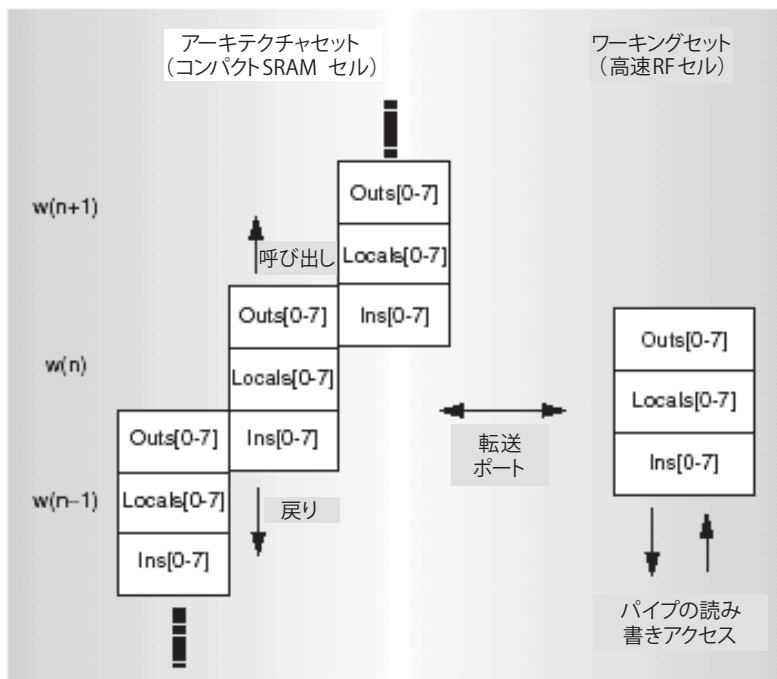 アーキテクチャセット
（コンパクトSRAM セル）
ワーキングセット
（高速RFセル）
w(n+1)
Outs[0-7]
Locals[0-7]
Ins[0-7]
呼び出し
w(n)
Outs[0-7]
Locals[0-7]
Ins[0-7]
w(n−1)
Outs[0-7]
Locals[0-7]
Ins[0-7]
戻り
転送
ポート
Outs[0-7]
Locals[0-7]
Ins[0-7]
パイプの読み
書きアクセス